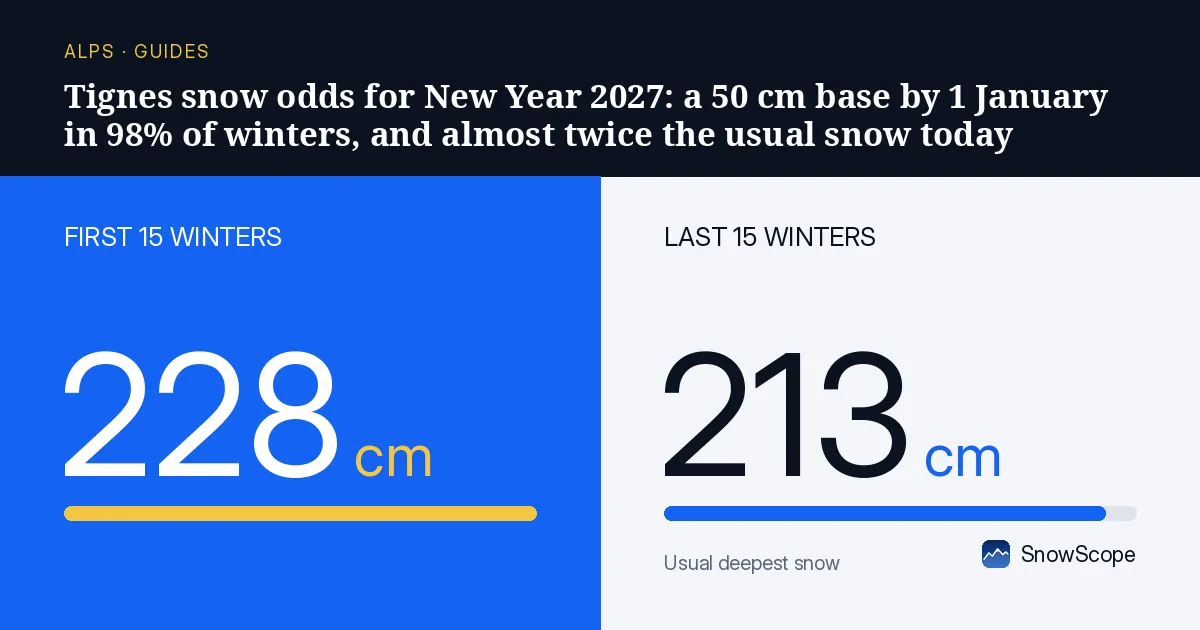 ALPS · GUIDES
Tignes snow odds for New Year 2027: a 50 cm base by 1 January
in 98% of winters, and almost twice the usual snow today
FIRST 15 WINTERS
228 cm
LAST 15 WINTERS
213 cm
Usual deepest snow
SnowScope